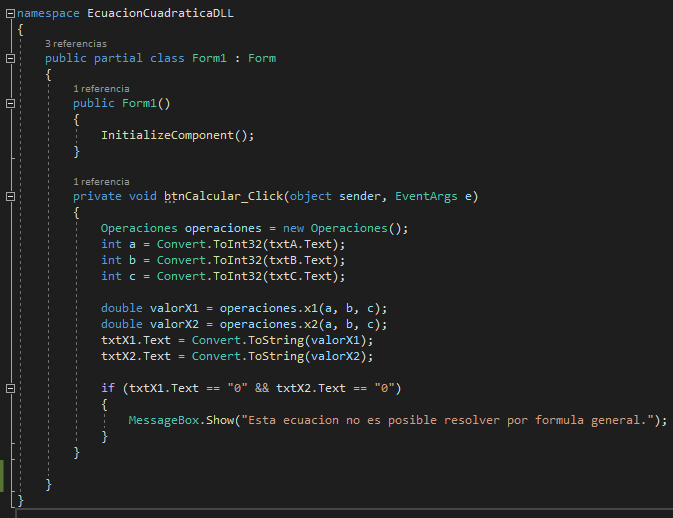 namespace EcuacionCuadraticaDLL
{
3 referencias
public partial class Form1 : Form
{
1 referencia
public Form1()
{
InitializeComponent();
}
1 referencia
private void btnCalcular_Click(object sender, EventArgs e)
{
Operaciones operaciones = new Operaciones();
int a = Convert.ToInt32(txtA.Text);
int b = Convert.ToInt32(txtB.Text);
int c = Convert.ToInt32(txtC.Text);
double valorX1 = operaciones.x1(a, b, c);
double valorX2 = operaciones.x2(a, b, c);
txtX1.Text = Convert.ToString(valorX1);
txtX2.Text = Convert.ToString(valorX2);
if (txtX1.Text == "0" && txtX2.Text == "0")
{
MessageBox.Show("Esta ecuacion no es posible resolver por formula general.");
}
}
}
}